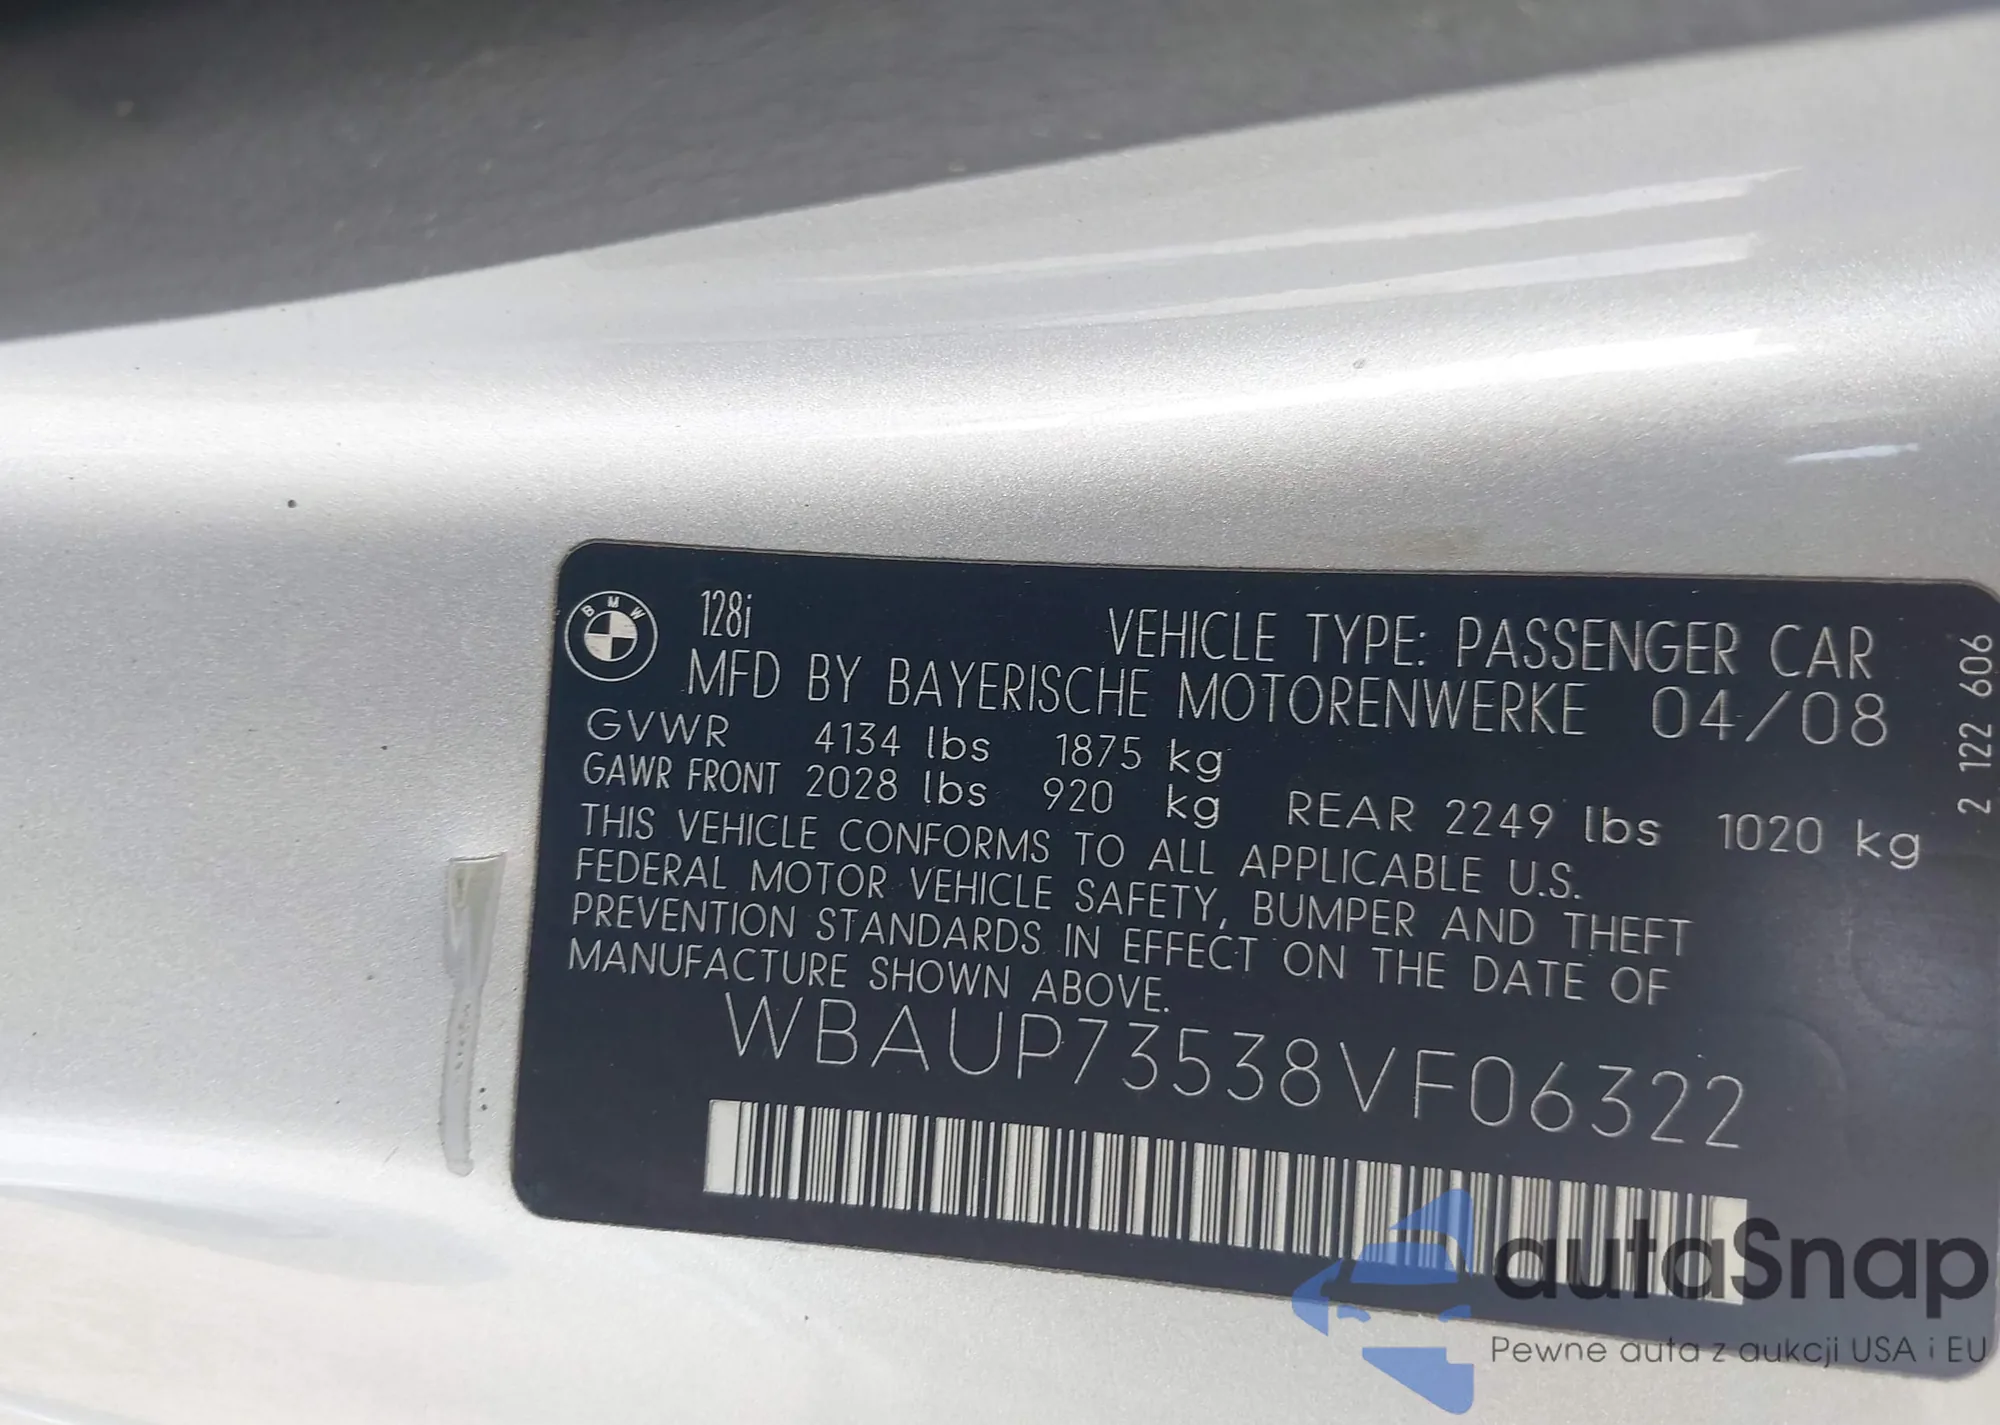 BMW
128i
VEHICLE TYPE: PASSENGER CAR
MFD BY BAYERISCHE MOTORENWERKE 04/08
GVWR 4134 lbs 1875 kg
GAWR FRONT 2028 lbs 920 kg REAR 2249 lbs 1020 kg
THIS VEHICLE CONFORMS TO ALL APPLICABLE U.S.
FEDERAL MOTOR VEHICLE SAFETY, BUMPER AND THEFT
PREVENTION STANDARDS IN EFFECT ON THE DATE OF
MANUFACTURE SHOWN ABOVE.
WBAUP73538VF06322
2 122 606
autaSnap
Pewne auta z aukcji USA i EU